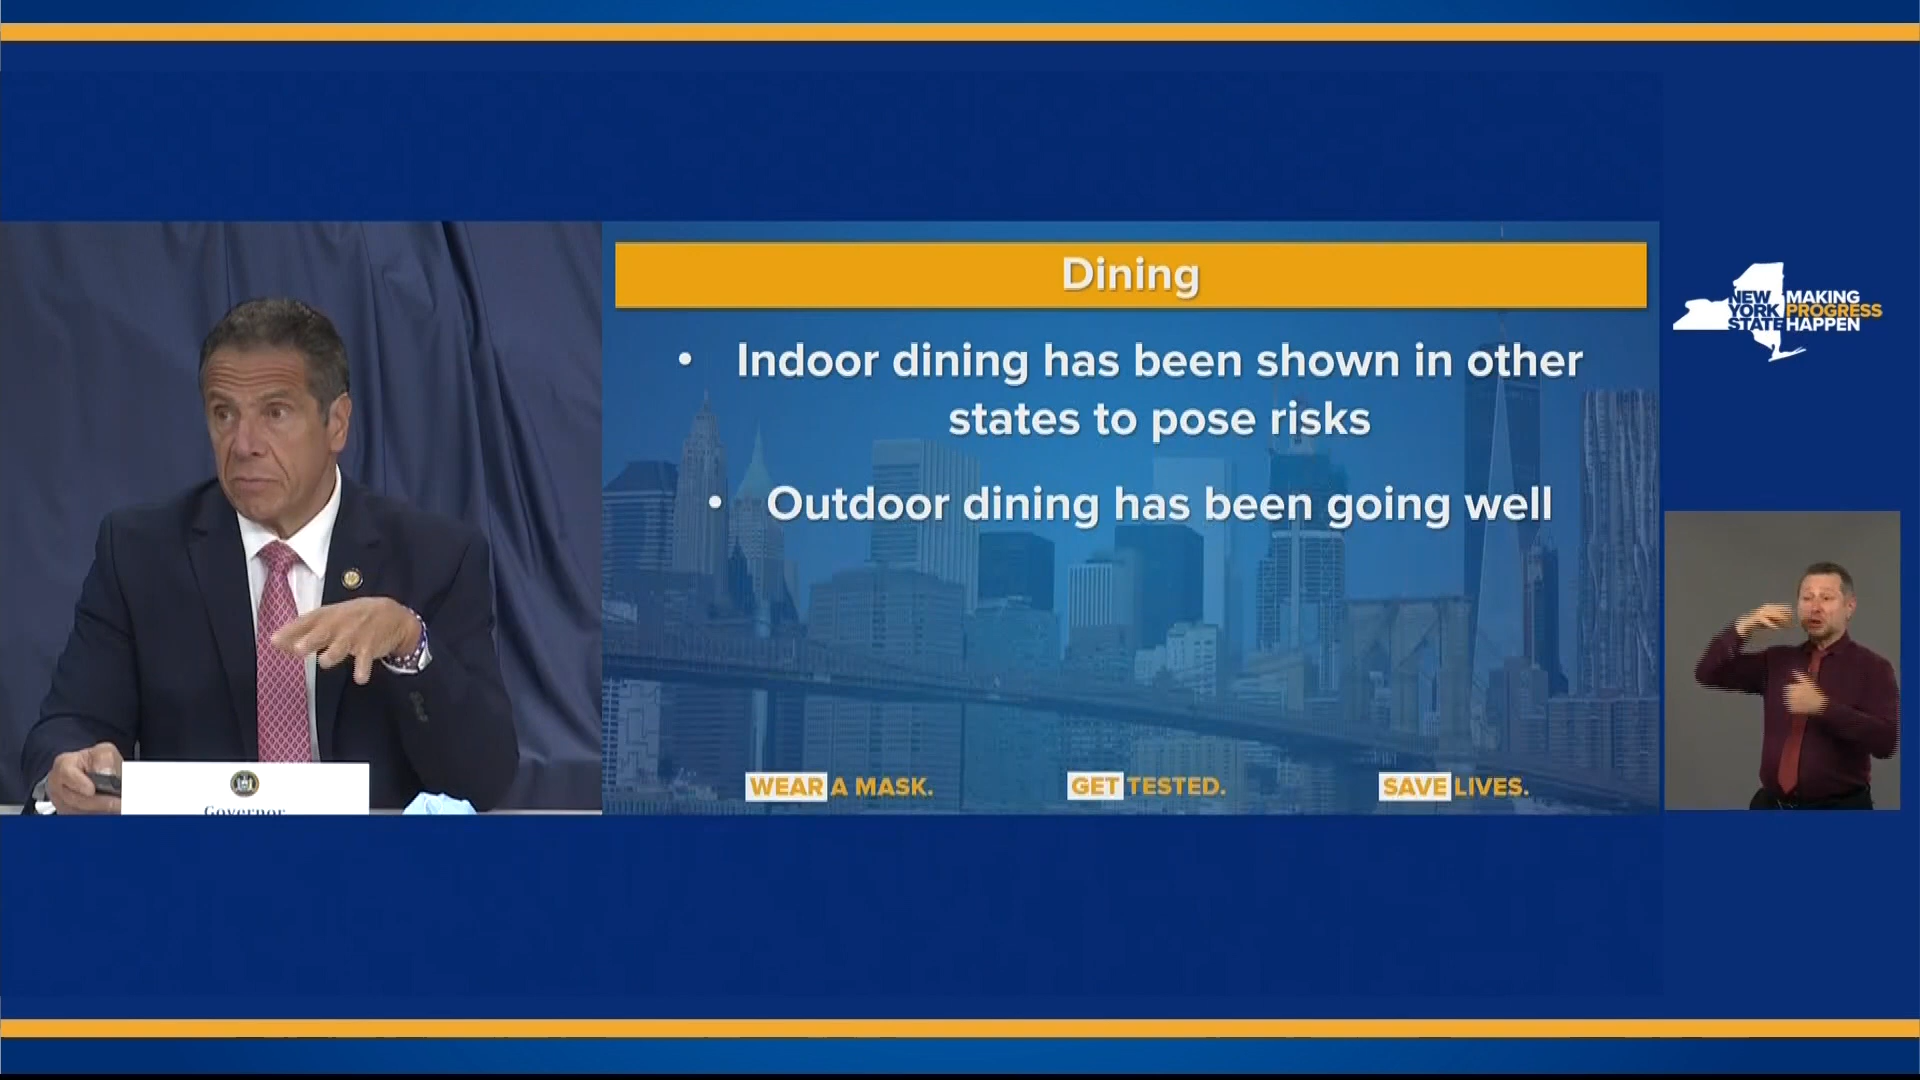 Dining
• Indoor dining has been shown in other
states to pose risks
• Outdoor dining has been going well
WEAR A MASK.
GET TESTED.
SAVE LIVES.
NEW
YORK
STATE
MAKING
PROGRESS
HAPPEN
Governor